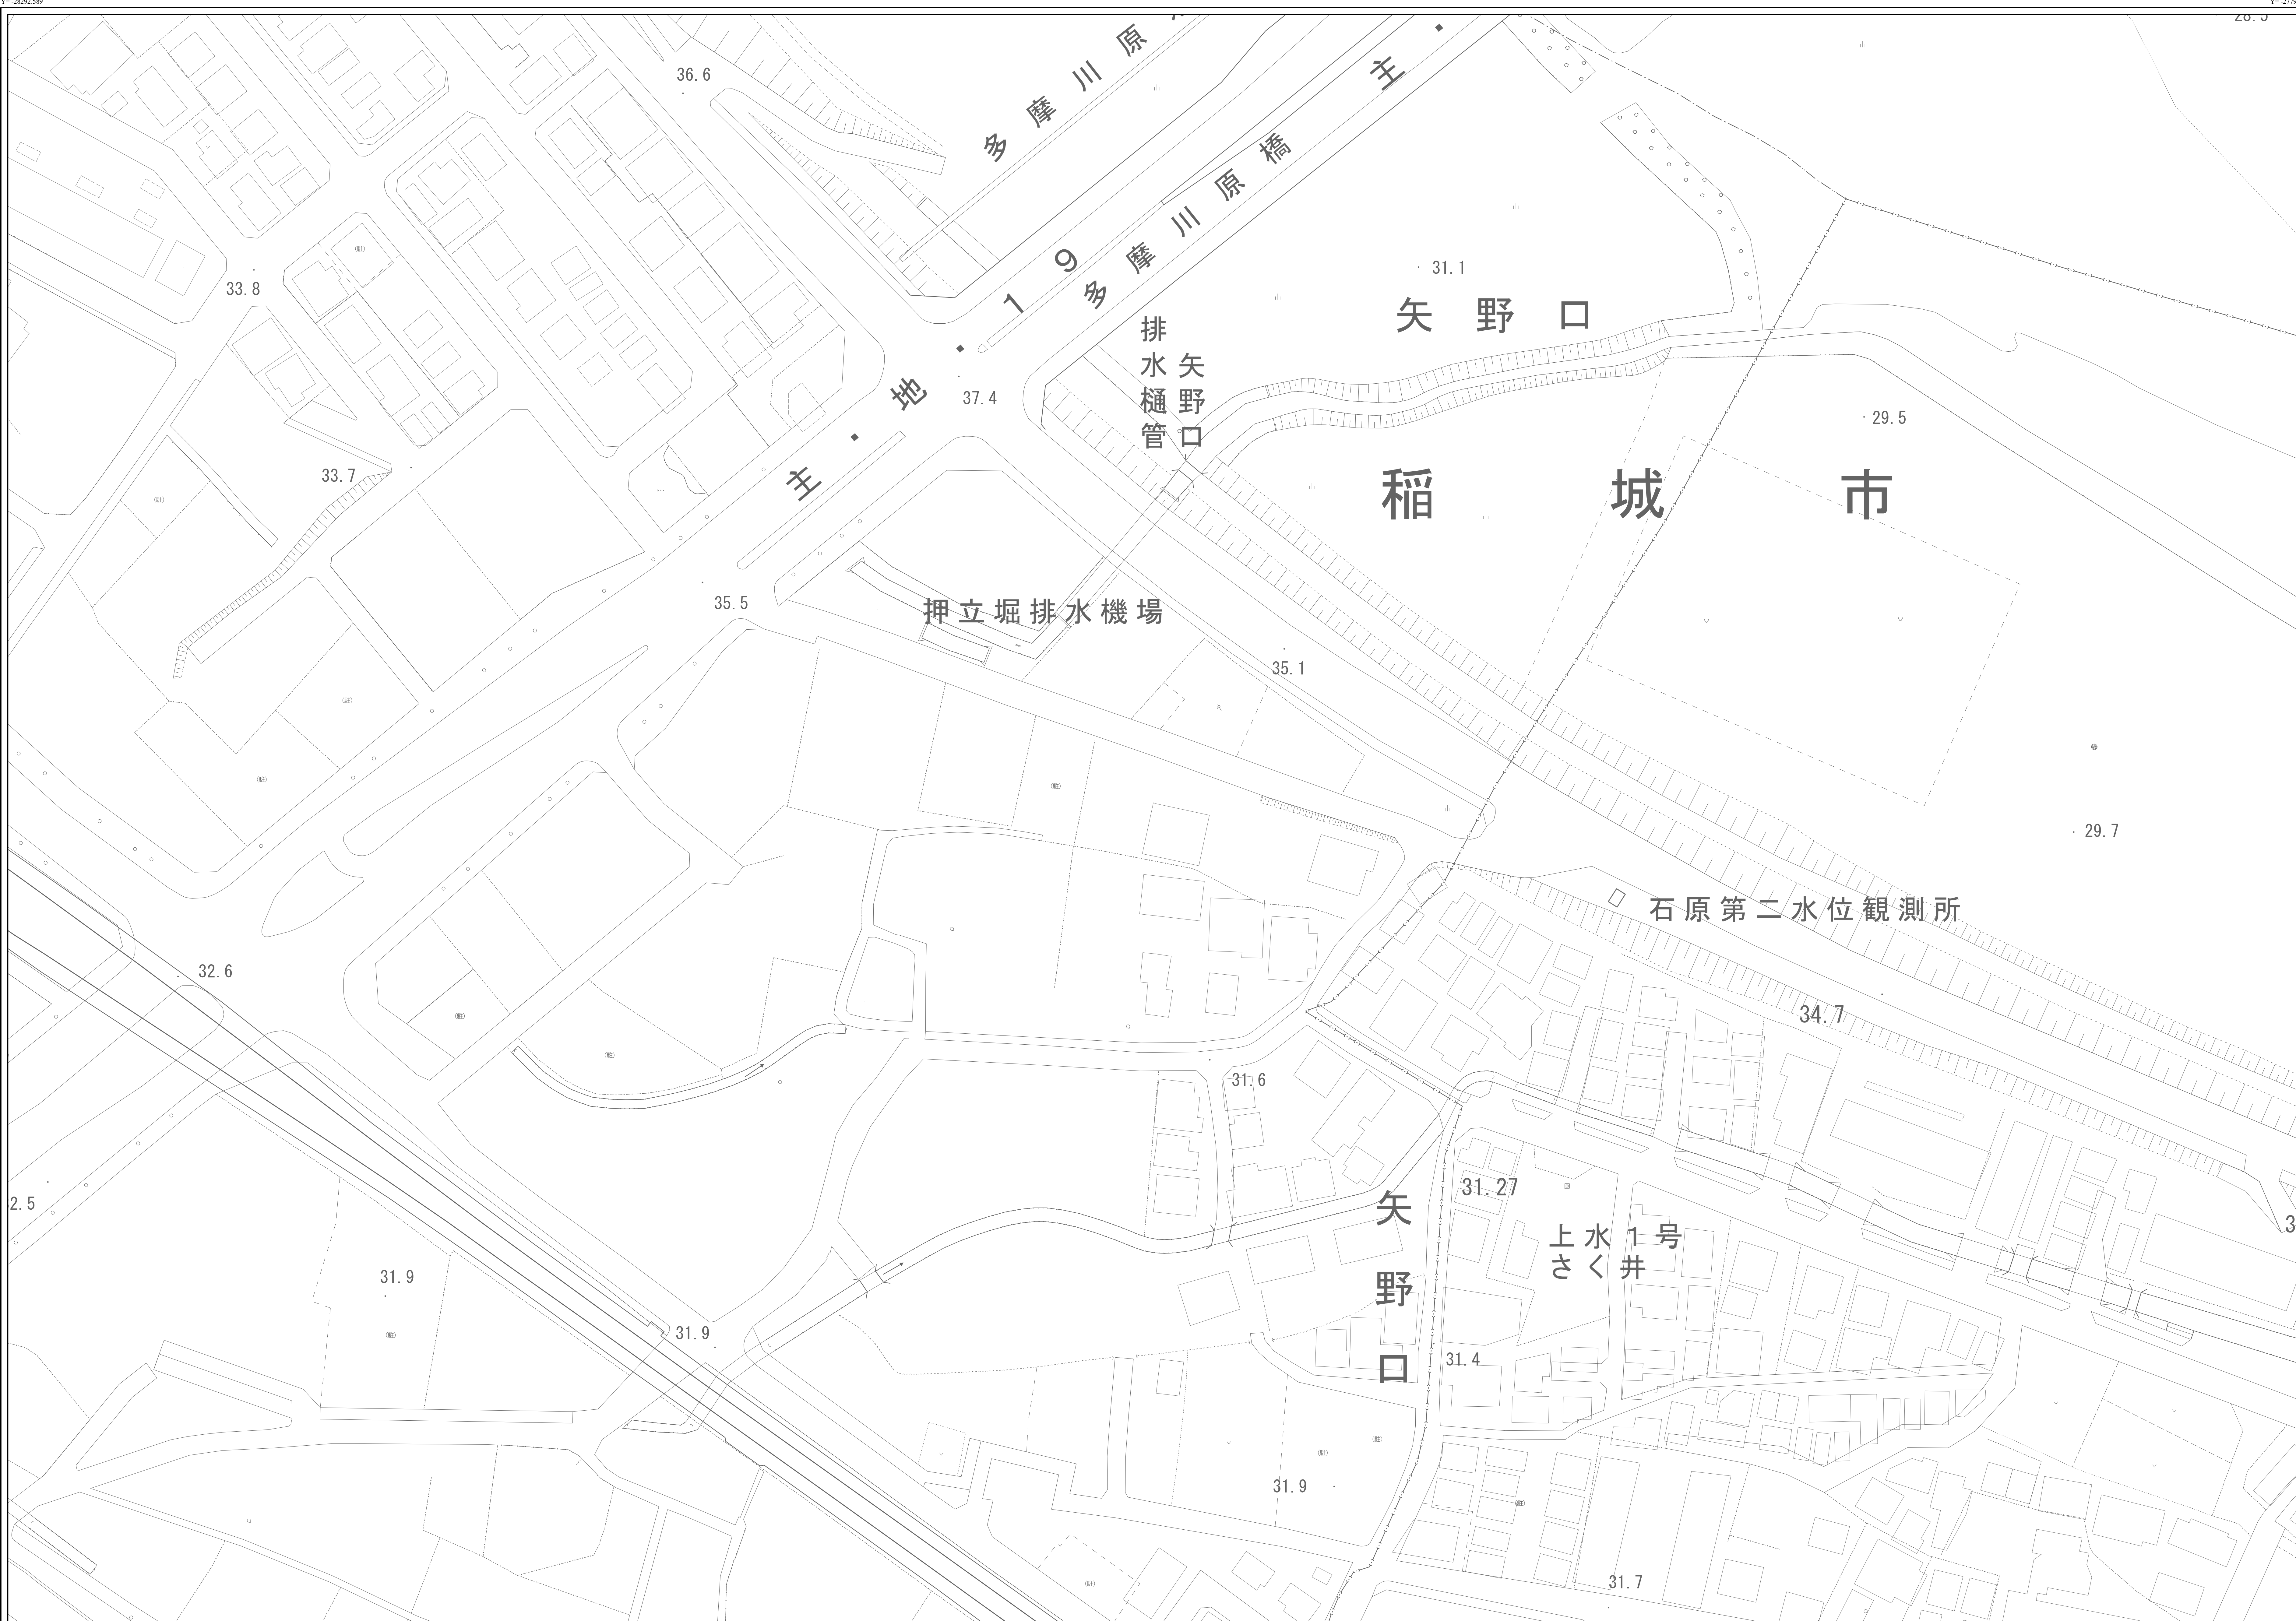 Y= -28292.589
28.5
36.6
多摩川原
主
多摩川原橋
19
31.1
33.8
矢野口
排水樋管
矢野口
地
37.4
29.5
33.7
主
稲城市
35.5
押立堀排水機場
35.1
29.7
石原第二水位観測所
32.6
34.7
31.6
31.27
2.5
矢野口
上水1号
さく井
31.9
31.9
31.4
31.9
31.7